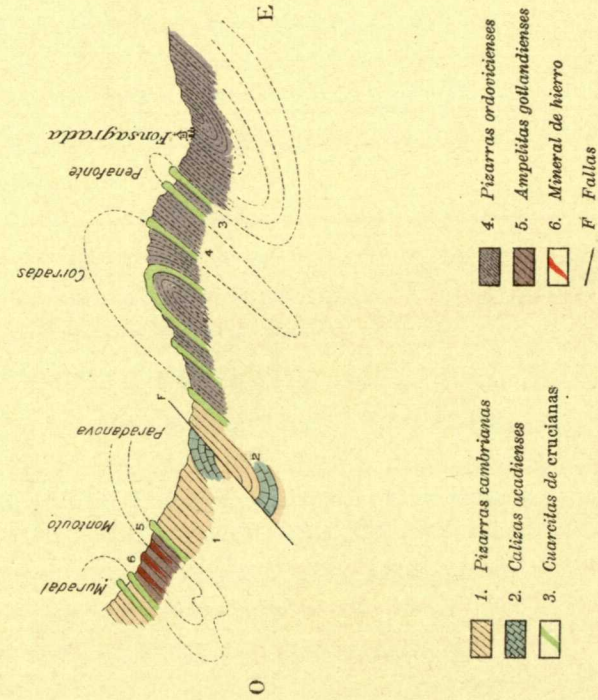 O
E
Muradal
Montouto
Paradanova
Corradas
Penafonte
Fonsagrada
6
5
F
1
2
3
4
1. Pizarras cambrianas
2. Calizas acadienses
3. Cuarcitas de crucianas
4. Pizarras ordovicienses
5. Ampelitas gotlandienses
6. Mineral de hierro
F Fallas